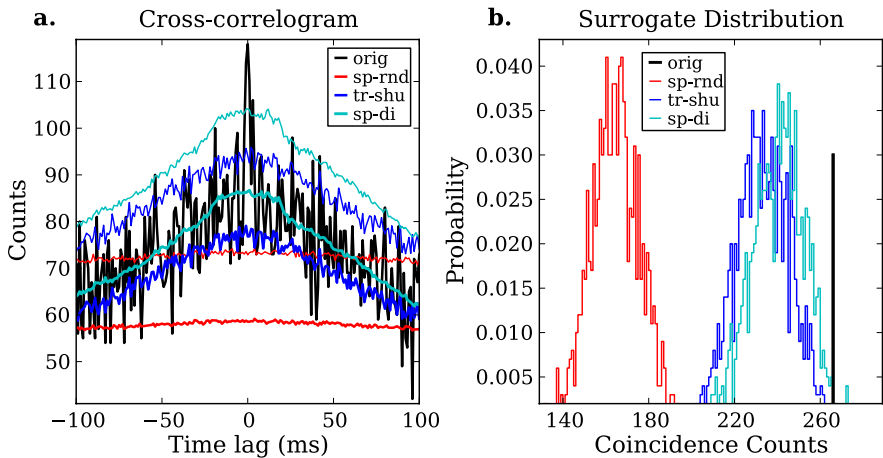 a.
Cross-correlogram
Counts
110
100
90
80
70
60
50
orig
sp-rnd
tr-shu
sp-di
−100
−50
0
50
100
Time lag (ms)
b.
Surrogate Distribution
Probability
0.040
0.035
0.030
0.025
0.020
0.015
0.010
0.005
orig
sp-rnd
tr-shu
sp-di
140
180
220
260
Coincidence Counts